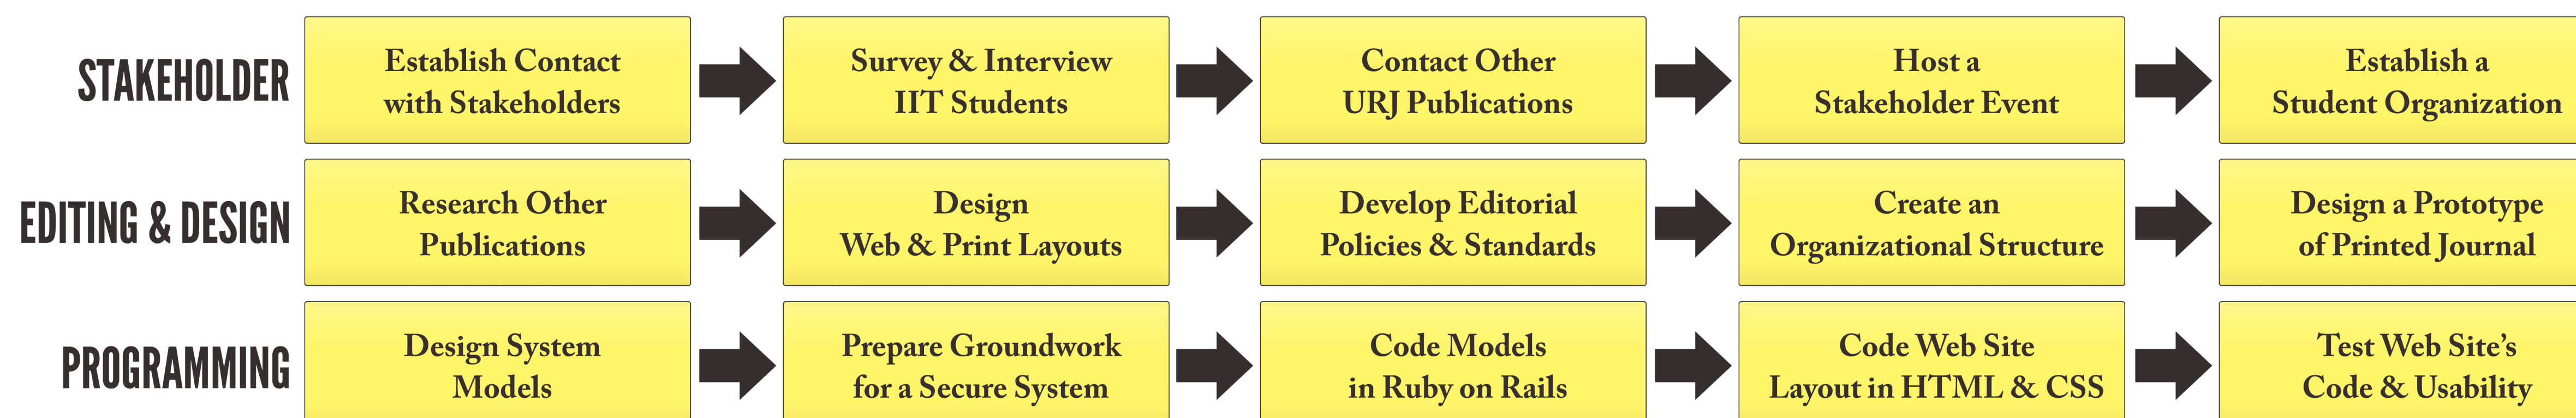 STAKEHOLDER
Establish Contact
with Stakeholders
Survey & Interview
IIT Students
Contact Other
URJ Publications
Host a
Stakeholder Event
Establish a
Student Organization
EDITING & DESIGN
Research Other
Publications
Design
Web & Print Layouts
Develop Editorial
Policies & Standards
Create an
Organizational Structure
Design a Prototype
of Printed Journal
PROGRAMMING
Design System
Models
Prepare Groundwork
for a Secure System
Code Models
in Ruby on Rails
Code Web Site
Layout in HTML & CSS
Test Web Site’s
Code & Usability